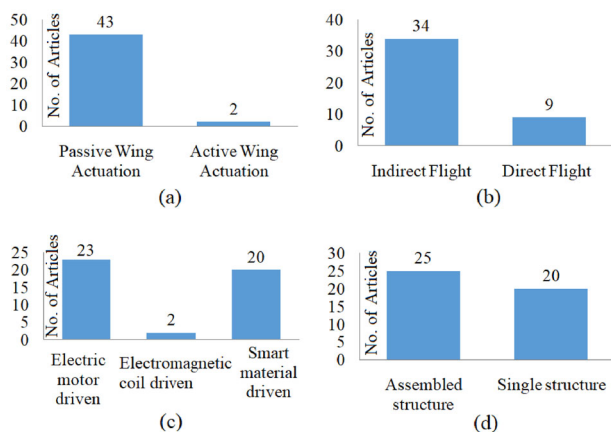 50
40
30
20
10
0
No. of Articles
43
2
Passive Wing
Actuation
Active Wing
Actuation
(a)
40
30
20
10
0
No. of Articles
34
9
Indirect Flight
Direct Flight
(b)
25
20
15
10
5
0
No. of Articles
23
2
20
Electric
motor
driven
Electromagnetic
coil driven
Smart
material
driven
(c)
30
25
20
15
10
5
0
No. of Articles
25
20
Assembled
structure
Single structure
(d)